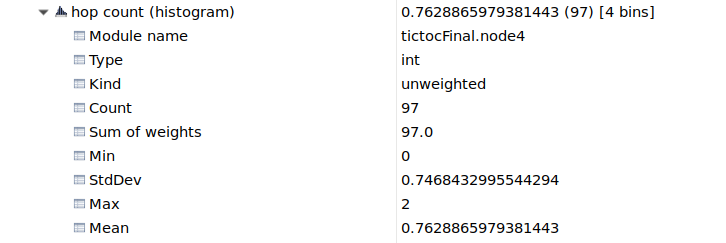 hop count (histogram) 0.7628865979381443 (97) [4 bins]
Module name tictocFinal.node4
Type int
Kind unweighted
Count 97
Sum of weights 97.0
Min 0
StdDev 0.7468432995544294
Max 2
Mean 0.7628865979381443